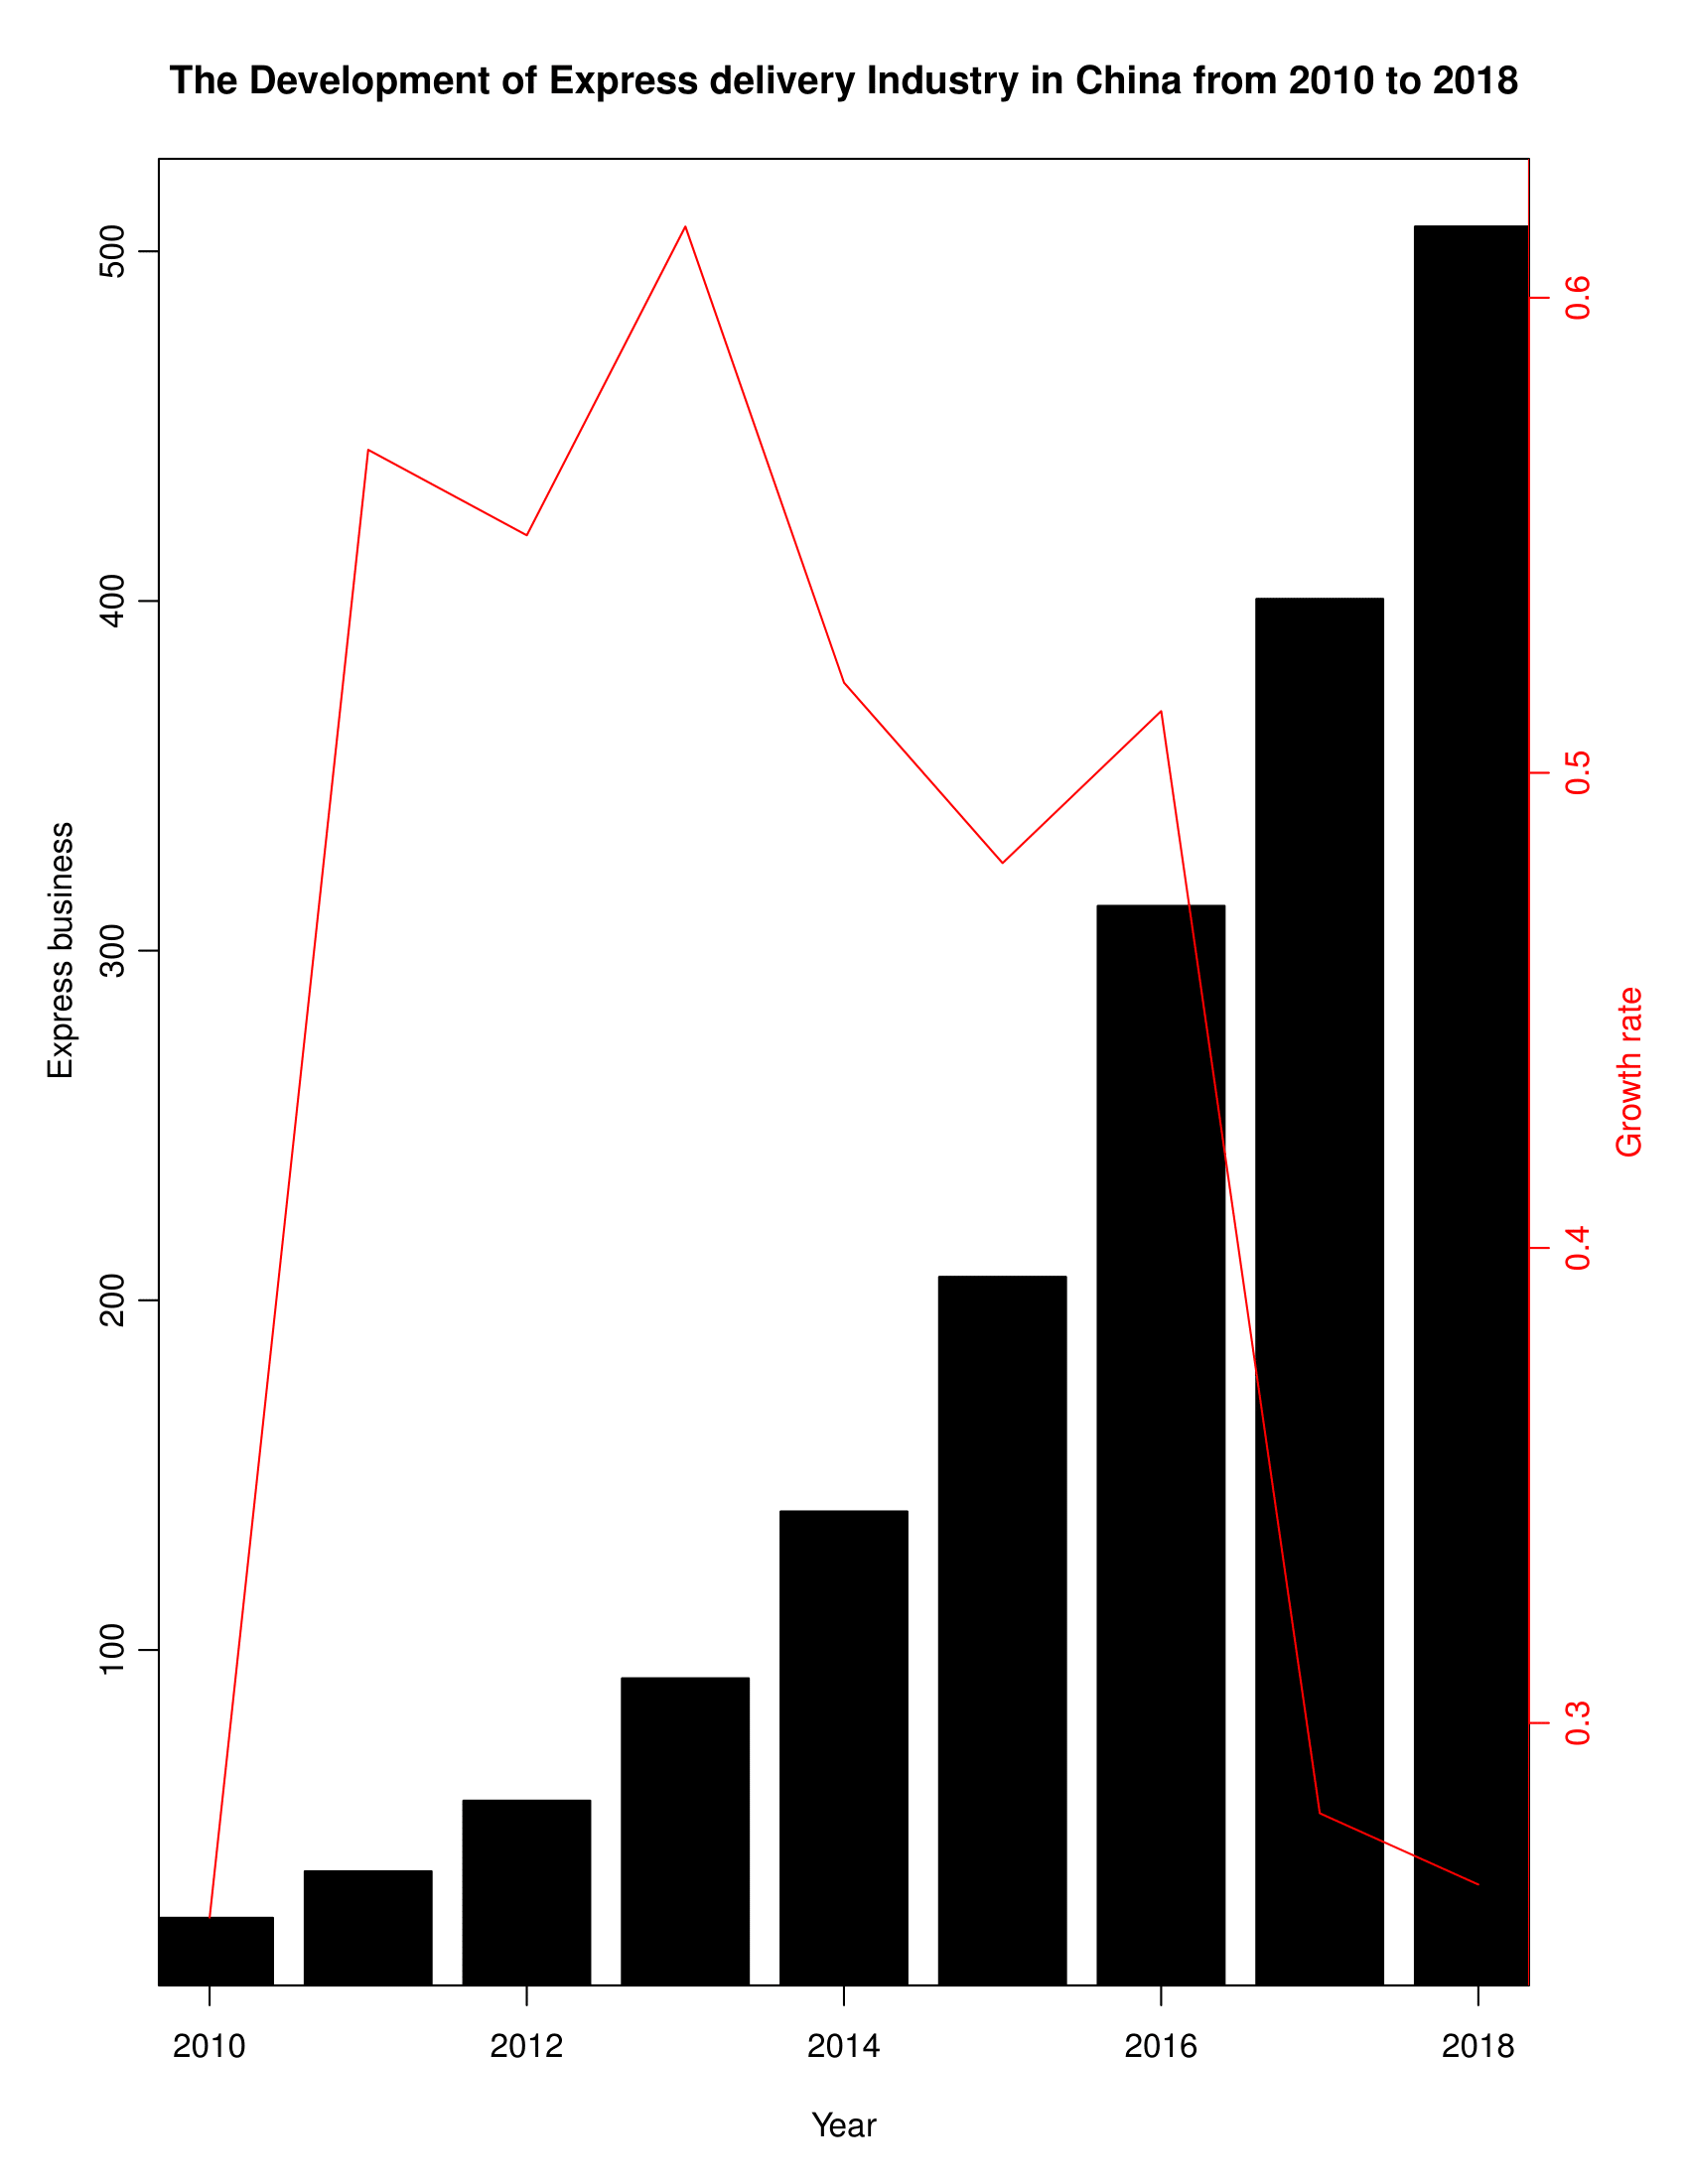 The Development of Express delivery Industry in China from 2010 to 2018
500
400
300
200
100
Express business
0.6
0.5
0.4
0.3
Growth rate
2010 2012 2014 2016 2018
Year